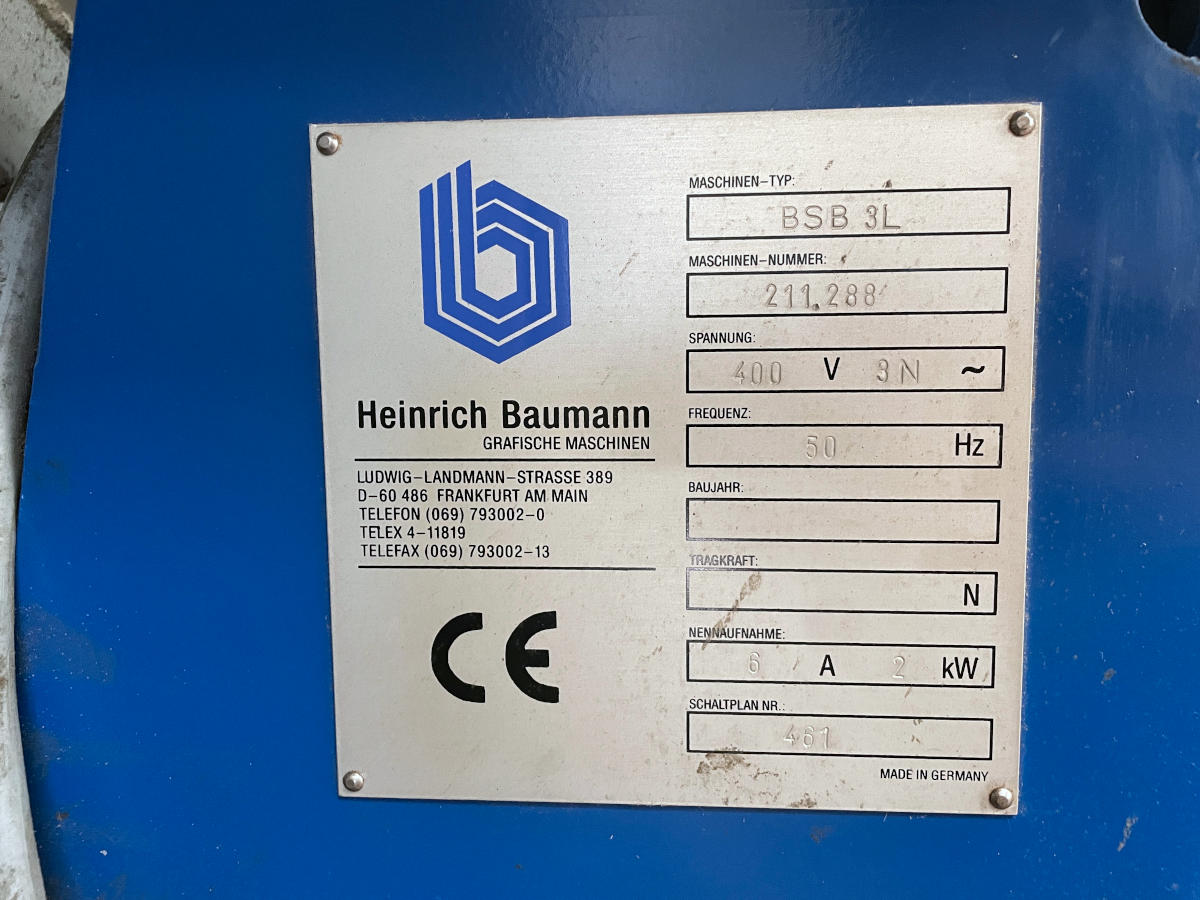 Heinrich Baumann
GRAFISCHE MASCHINEN
LUDWIG-LANDMANN-STRASSE 389
D-60 486 FRANKFURT AM MAIN
TELEFON (069) 793002-0
TELEX 4-11819
TELEFAX (069) 793002-13
CE
MASCHINEN-TYP:
BSB 3L
MASCHINEN-NUMMER:
211.288
SPANNUNG:
400 V 3N ~
FREQUENZ:
50 Hz
BAUJAHR:
TRAGKRAFT:
N
NENNAUFNAHME:
6 A 2 kW
SCHALTPLAN NR.:
461
MADE IN GERMANY